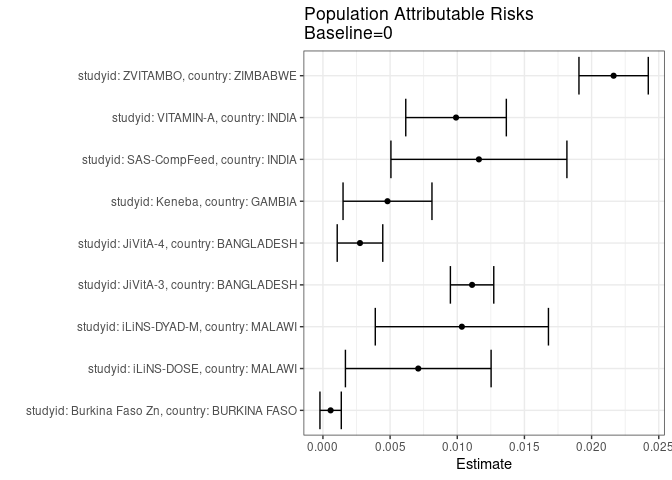 Population Attributable Risks
Baseline=0
studyid: ZVITAMBO, country: ZIMBABWE
studyid: VITAMIN-A, country: INDIA
studyid: SAS-CompFeed, country: INDIA
studyid: Keneba, country: GAMBIA
studyid: JiVitA-4, country: BANGLADESH
studyid: JiVitA-3, country: BANGLADESH
studyid: iLiNS-DYAD-M, country: MALAWI
studyid: iLiNS-DOSE, country: MALAWI
studyid: Burkina Faso Zn, country: BURKINA FASO
0.000 0.005 0.010 0.015 0.020 0.025
Estimate